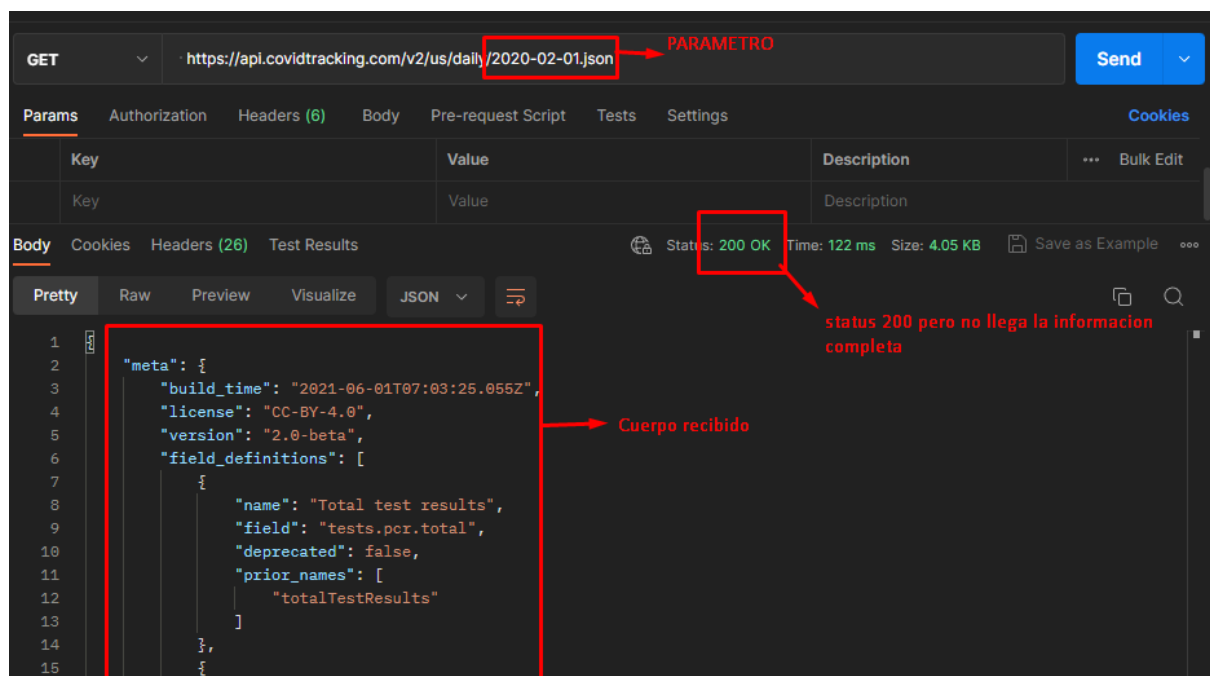 PARAMETRO
GET https://api.covidtracking.com/v2/us/daily/2020-02-01.json Send
Params Authorization Headers (6) Body Pre-request Script Tests Settings Cookies
Key Value Description ••• Bulk Edit
Key Value Description
Body Cookies Headers (26) Test Results Status: 200 OK Time: 122 ms Size: 4.05 KB Save as Example
Pretty Raw Preview Visualize JSON
status 200 pero no llega la informacion
completa
Cuerpo recibido
1 {
2 "meta": {
3 "build_time": "2021-06-01T07:03:25.055Z",
4 "license": "CC-BY-4.0",
5 "version": "2.0-beta",
6 "field_definitions": [
7 {
8 "name": "Total test results",
9 "field": "tests.pcr.total",
10 "deprecated": false,
11 "prior_names": [
12 "totalTestResults"
13 ]
14 },
15 {